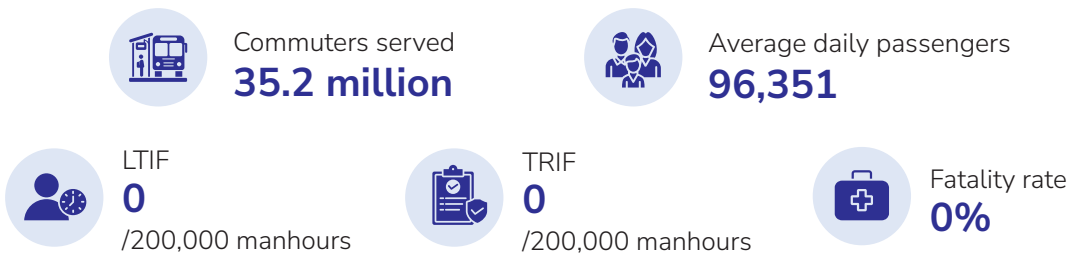 Commuters served
35.2 million
Average daily passengers
96,351
LTIF
0
/200,000 manhours
TRIF
0
/200,000 manhours
Fatality rate
0%